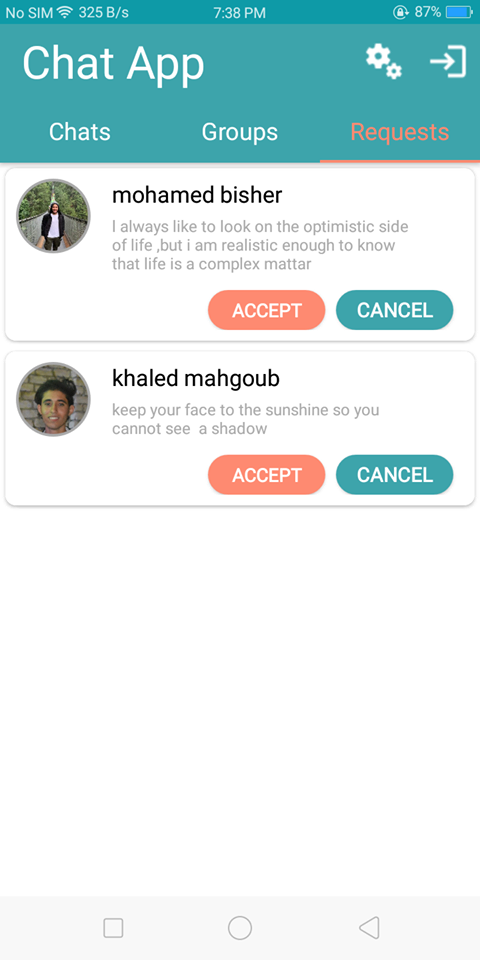 No SIM 325 B/s 7:38 PM 87%
Chat App
Chats Groups Requests
mohamed bisher
I always like to look on the optimistic side
of life ,but i am realistic enough to know
that life is a complex mattar
ACCEPT CANCEL
khaled mahgoub
keep your face to the sunshine so you
cannot see  a shadow
ACCEPT CANCEL